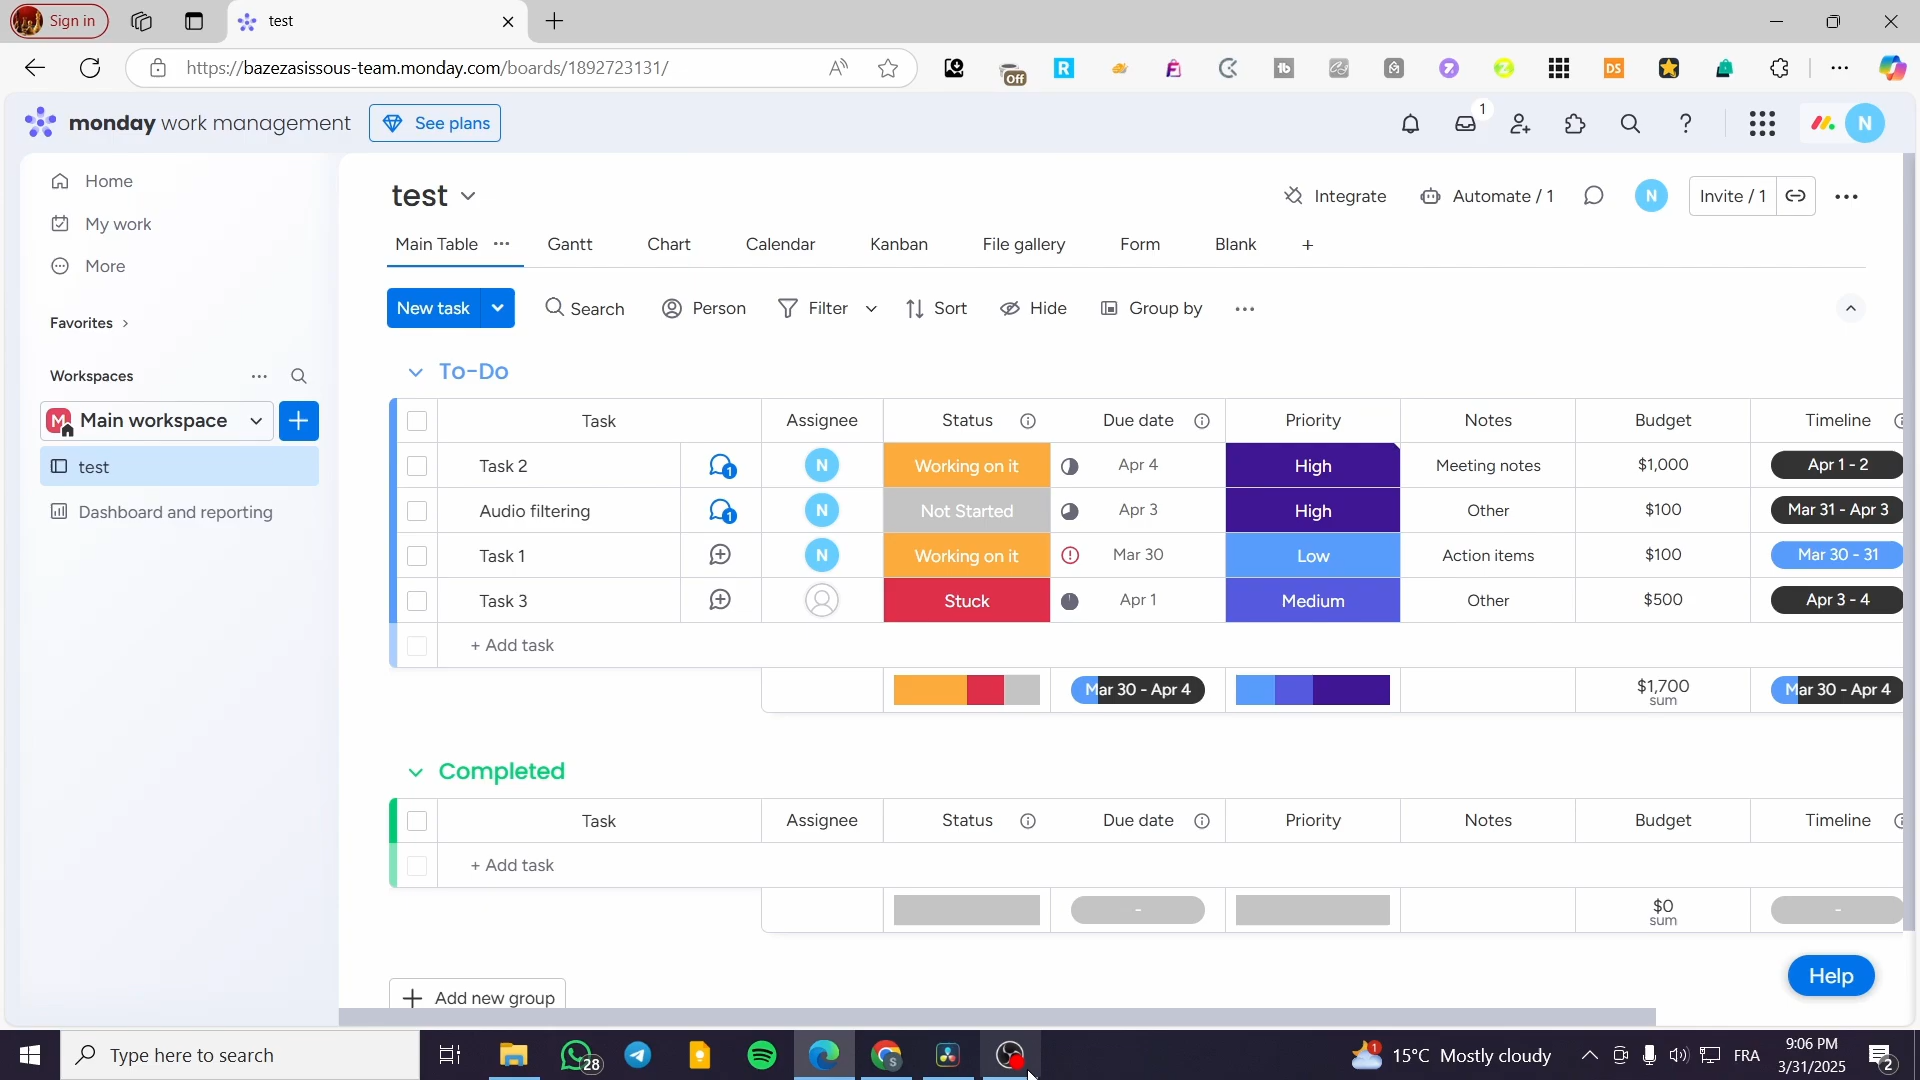 Sign in
test
https://bazezasissous-team.monday.com/boards/1892723131/
Off
R
tb
DS
monday work management
See plans
1
N
Home
My work
More
Favorites
Workspaces
M Main workspace
test
Dashboard and reporting
test
Integrate
Automate / 1
N
Invite / 1
Main Table
Gantt
Chart
Calendar
Kanban
File gallery
Form
Blank
New task
Search
Person
Filter
Sort
Hide
Group by
To-Do
Task Assignee Status Due date Priority Notes Budget Timeline
Task 2 1 N Working on it Apr 4 High Meeting notes $1,000 Apr 1 - 2
Audio filtering 1 N Not Started Apr 3 High Other $100 Mar 31 - Apr 3
Task 1 N Working on it Mar 30 Low Action items $100 Mar 30 - 31
Task 3 Stuck Apr 1 Medium Other $500 Apr 3 - 4
+ Add task
Mar 30 - Apr 4 $1,700 Mar 30 - Apr 4
sum
Completed
Task Assignee Status Due date Priority Notes Budget Timeline
+ Add task
- $0 -
sum
+ Add new group
Help
Type here to search
28
S
1
15°C Mostly cloudy
FRA
9:06 PM
3/31/2025
2